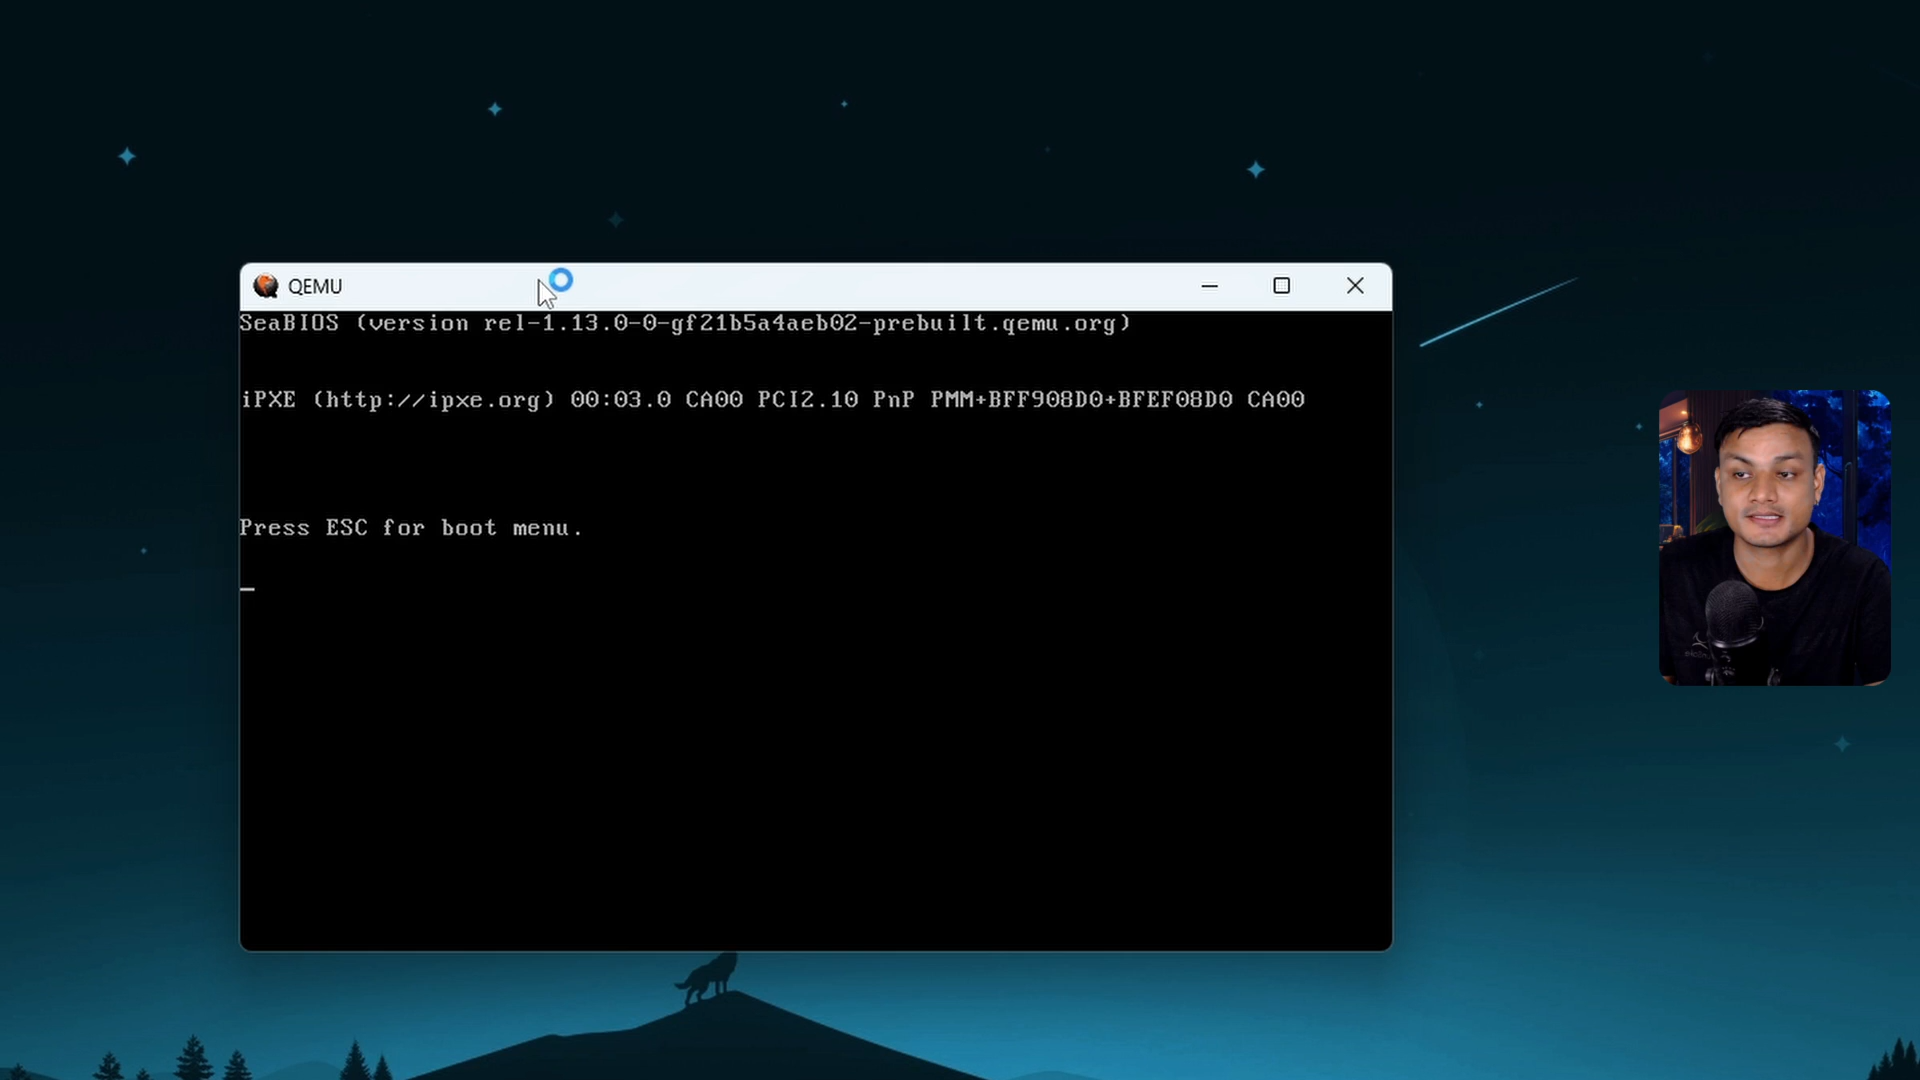 QEMU
SeaBIOS (version rel-1.13.0-0-gf21b5a4aeb02-prebuilt.qemu.org)
iPXE (http://ipxe.org) 00:03.0 CA00 PCI2.10 PnP PMM+BFF908D0+BFEF08D0 CA00
Press ESC for boot menu.